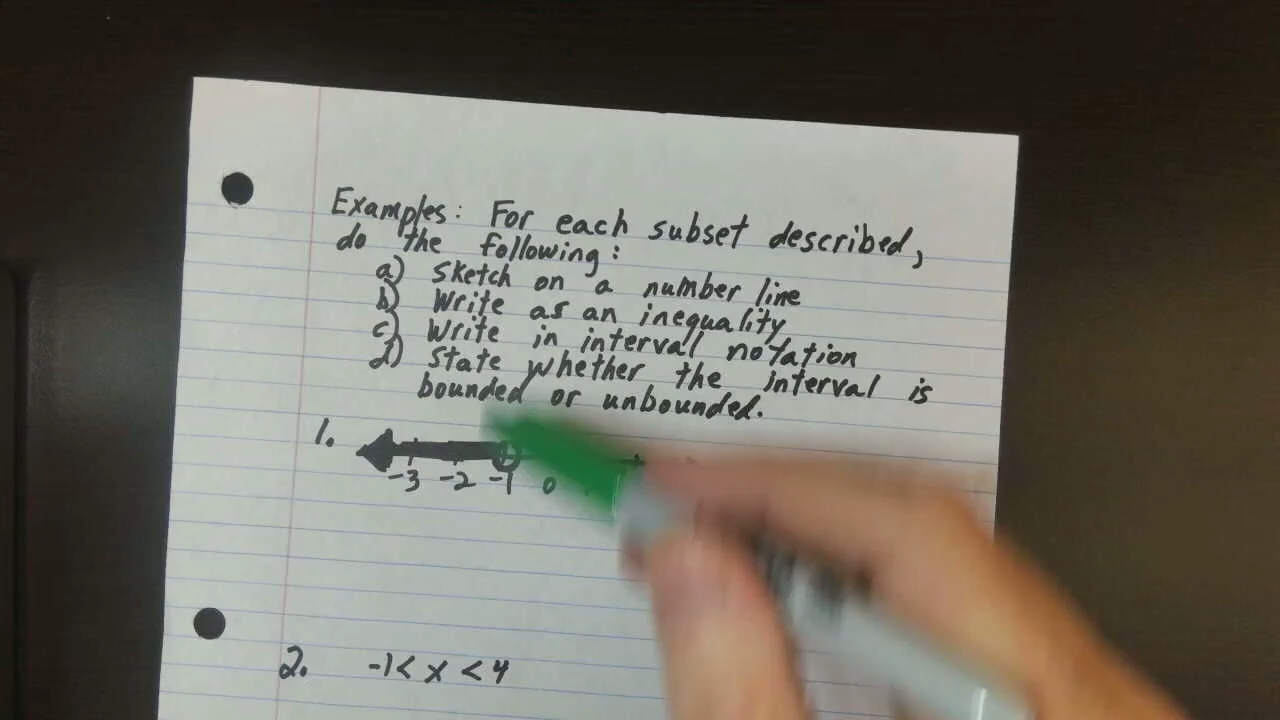 Examples: For each subset described,
do the following:
a) Sketch on a number line
b) Write as an inequality
c) Write in interval notation
d) State whether the interval is
bounded or unbounded.
1.
-3 -2 -1 0
2. -1 < x < 4